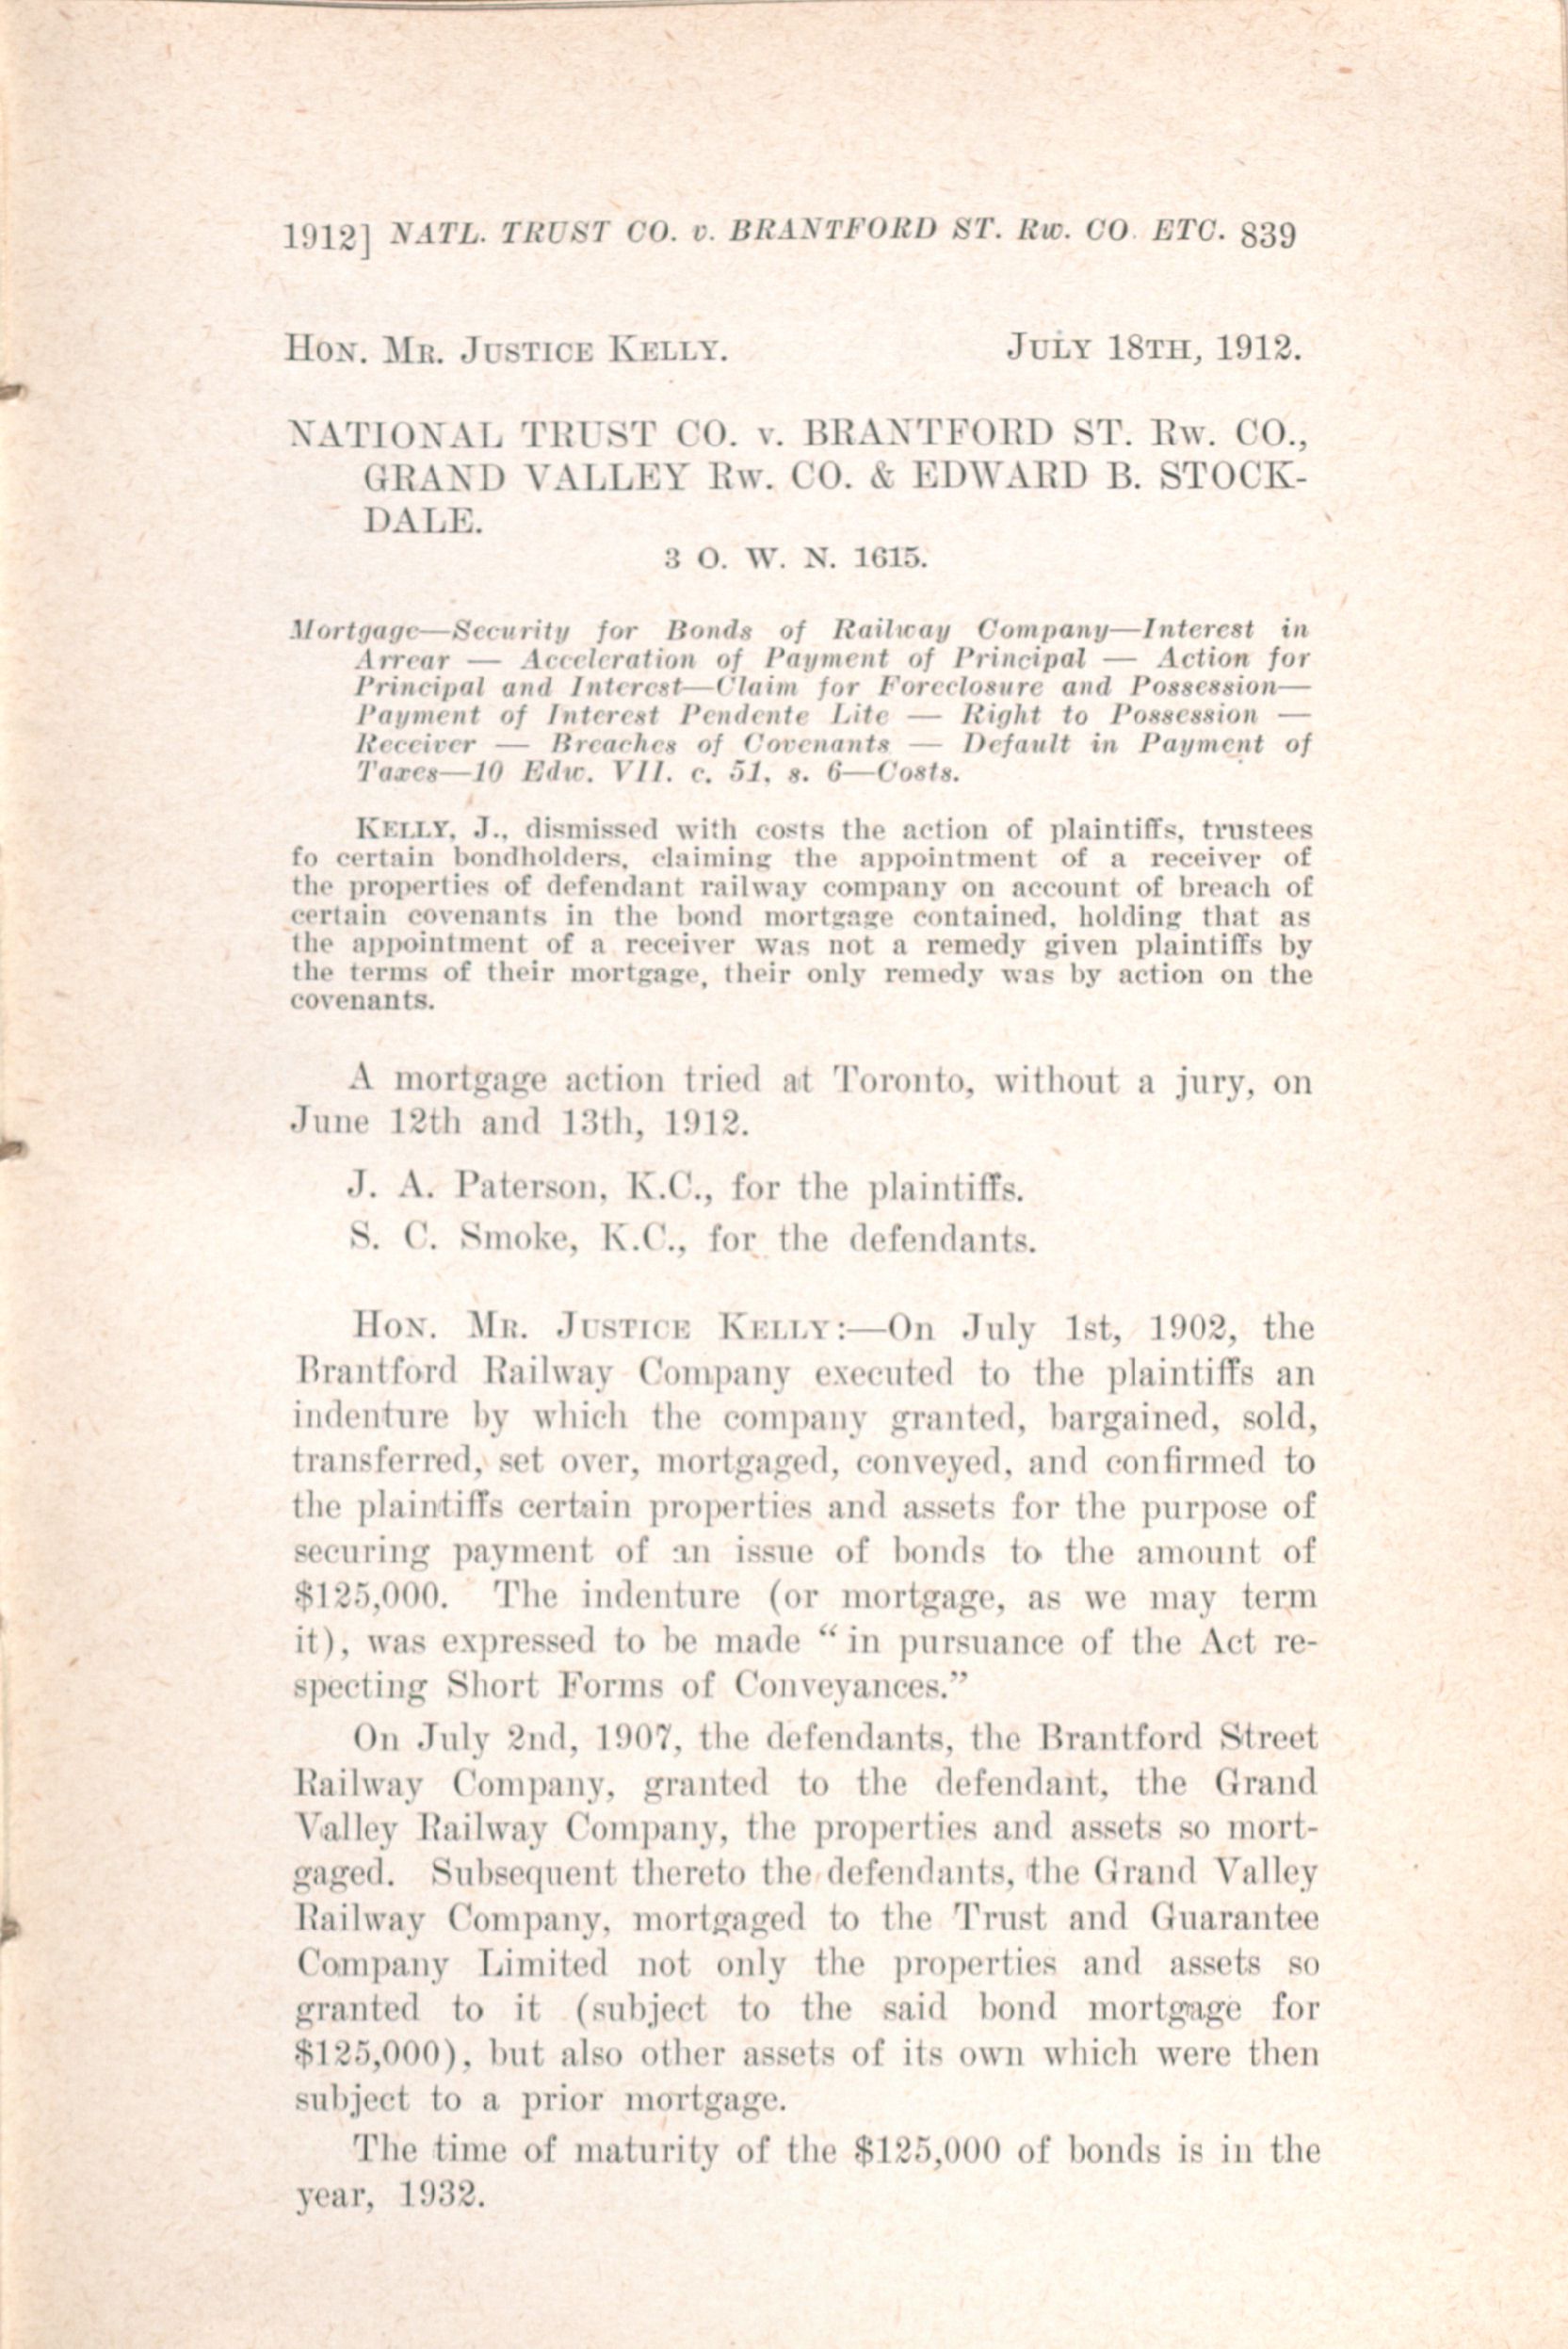 1912] NATL. TRUST CO. v. BRANTFORD ST. Rw. CO. ETC. 839
HON. MR. JUSTICE KELLY. JULY 18TH, 1912.
NATIONAL TRUST CO. v. BRANTFORD ST. Rw. CO.,
GRAND VALLEY Rw. CO. & EDWARD B. STOCK-
DALE.
3 O. W. N. 1615.
Mortgage—Security for Bonds of Railway Company—Interest in
Arrear — Acceleration of Payment of Principal — Action for
Principal and Interest—Claim for Foreclosure and Possession—
Payment of Interest Pendente Lite — Right to Possession —
Receiver — Breaches of Covenants — Default in Payment of
Taxes—10 Edw. VII. c. 51, s. 6—Costs.
KELLY, J., dismissed with costs the action of plaintiffs, trustees
fo certain bondholders, claiming the appointment of a receiver of
the properties of defendant railway company on account of breach of
certain covenants in the bond mortgage contained, holding that as
the appointment of a receiver was not a remedy given plaintiffs by
the terms of their mortgage, their only remedy was by action on the
covenants.
A mortgage action tried at Toronto, without a jury, on
June 12th and 13th, 1912.
J. A. Paterson, K.C., for the plaintiffs.
S. C. Smoke, K.C., for the defendants.
HON. MR. JUSTICE KELLY:—On July 1st, 1902, the
Brantford Railway Company executed to the plaintiffs an
indenture by which the company granted, bargained, sold,
transferred, set over, mortgaged, conveyed, and confirmed to
the plaintiffs certain properties and assets for the purpose of
securing payment of an issue of bonds to the amount of
$125,000. The indenture (or mortgage, as we may term
it), was expressed to be made “in pursuance of the Act re-
specting Short Forms of Conveyances.”
On July 2nd, 1907, the defendants, the Brantford Street
Railway Company, granted to the defendant, the Grand
Valley Railway Company, the properties and assets so mort-
gaged. Subsequent thereto the defendants, the Grand Valley
Railway Company, mortgaged to the Trust and Guarantee
Company Limited not only the properties and assets so
granted to it (subject to the said bond mortgage for
$125,000), but also other assets of its own which were then
subject to a prior mortgage.
The time of maturity of the $125,000 of bonds is in the
year, 1932.